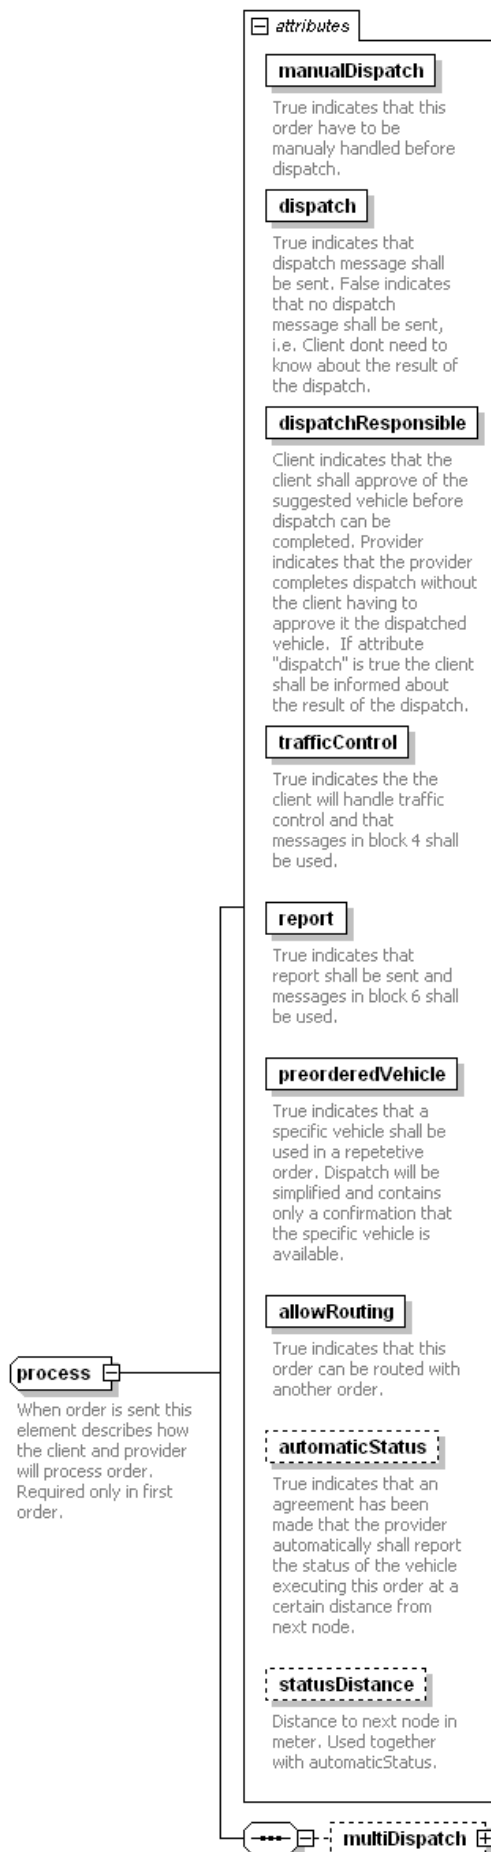 attributes
manualDispatch
True indicates that this
order have to be
manualy handled before
dispatch.
dispatch
True indicates that
dispatch message shall
be sent. False indicates
that no dispatch
message shall be sent,
i.e. Client dont need to
know about the result of
the dispatch.
dispatchResponsible
Client indicates that the
client shall approve of the
suggested vehicle before
dispatch can be
completed. Provider
indicates that the provider
completes dispatch without
the client having to
approve it the dispatched
vehicle.  If attribute
"dispatch" is true the client
shall be informed about
the result of the dispatch.
trafficControl
True indicates the the
client will handle traffic
control and that
messages in block 4 shall
be used.
report
True indicates that
report shall be sent and
messages in block 6 shall
be used.
preorderedVehicle
True indicates that a
specific vehicle shall be
used in a repetetive
order. Dispatch will be
simplified and contains
only a confirmation that
the specific vehicle is
available.
allowRouting
True indicates that this
order can be routed with
another order.
process
When order is sent this
element describes how
the client and provider
will process order.
Required only in first
order.
automaticStatus
True indicates that an
agreement has been
made that the provider
automatically shall report
the status of the vehicle
executing this order at a
certain distance from
next node.
statusDistance
Distance to next node in
meter. Used together
with automaticStatus.
multiDispatch